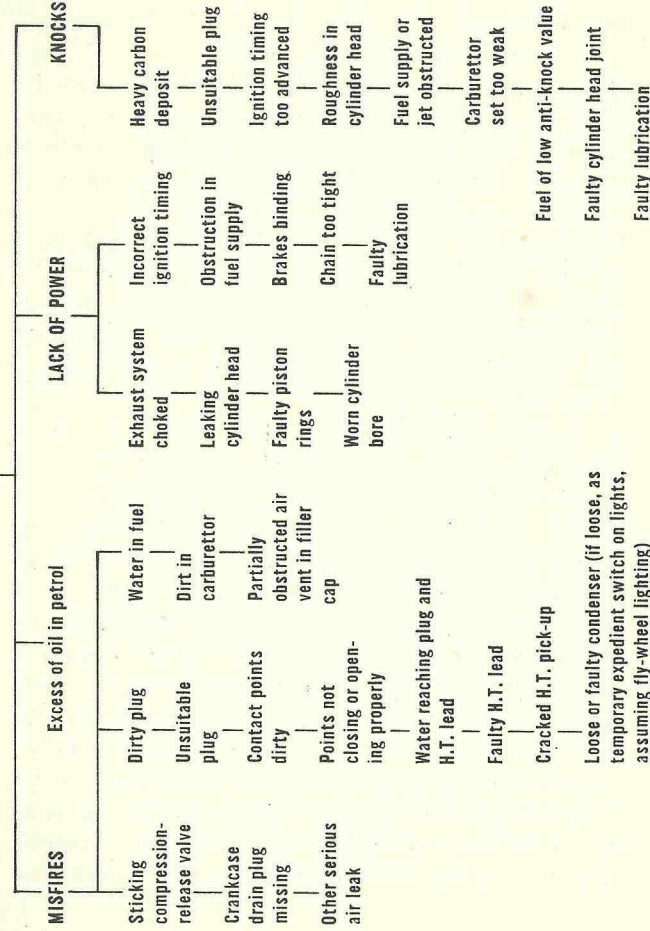 MISFIRES
Excess of oil in petrol
LACK OF POWER
KNOCKS
Sticking
compression-
release valve
Crankcase
drain plug
missing
Other serious
air leak
Dirty plug
Unsuitable
plug
Contact points
dirty
Points not
closing or open-
ing properly
Water reaching plug and
H.T. lead
Faulty H.T. lead
Cracked H.T. pick-up
Loose or faulty condenser (if loose, as
temporary expedient switch on lights,
assuming fly-wheel lighting)
Water in fuel
Dirt in
carburettor
Partially
obstructed air
vent in filler
cap
Exhaust system
choked
Leaking
cylinder head
Faulty piston
rings
Worn cylinder
bore
Incorrect
ignition timing
Obstruction in
fuel supply
Brakes binding.
Chain too tight
Faulty
lubrication
Heavy carbon
deposit
Unsuitable plug
Ignition timing
too advanced
Roughness in
cylinder head
Fuel supply or
jet obstructed
Carburettor
set too weak
Fuel of low anti-knock value
Faulty cylinder head joint
Faulty lubrication